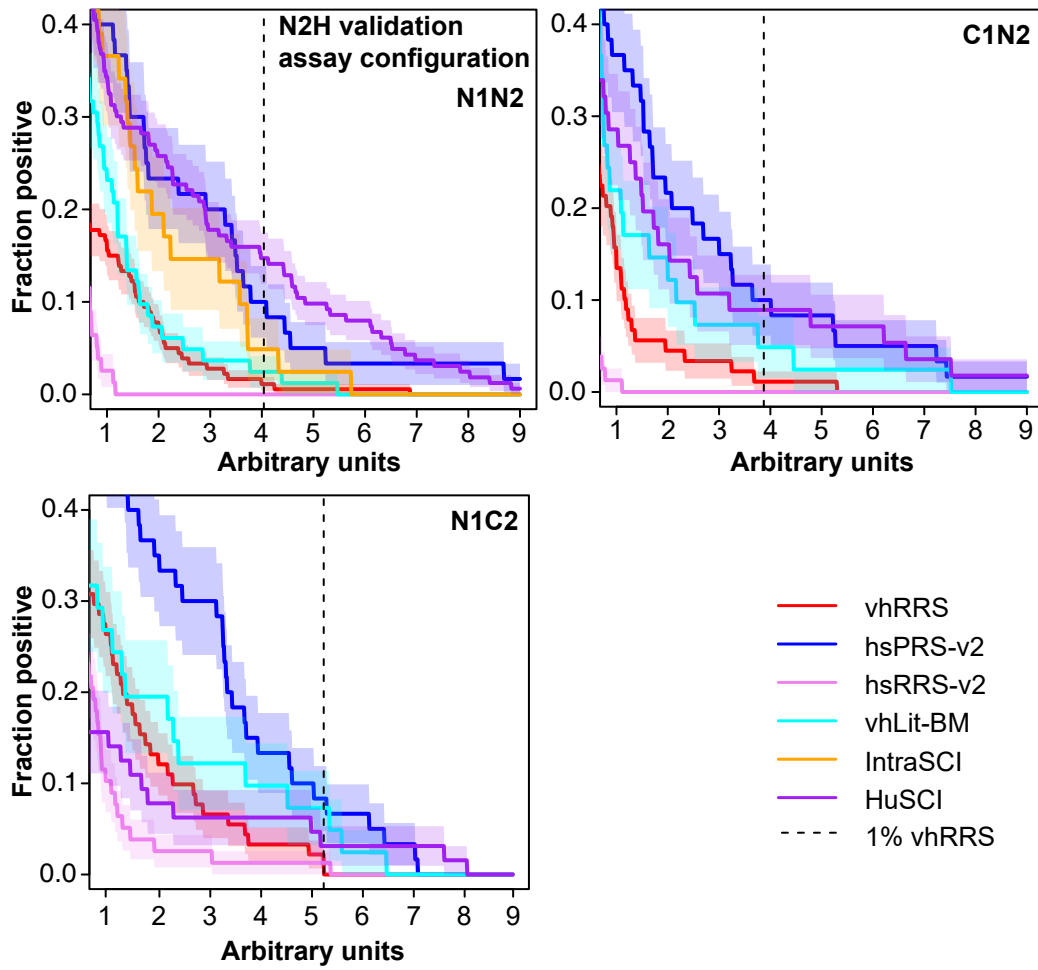 N2H validation
assay configuration
N1N2
Fraction positive
0.4
0.3
0.2
0.1
0.0
1 2 3 4 5 6 7 8 9
Arbitrary units
C1N2
0.4
0.3
0.2
0.1
0.0
1 2 3 4 5 6 7 8 9
Arbitrary units
N1C2
Fraction positive
0.4
0.3
0.2
0.1
0.0
1 2 3 4 5 6 7 8 9
Arbitrary units
vhRRS
hsPRS-v2
hsRRS-v2
vhLit-BM
IntraSCI
HuSCI
1% vhRRS